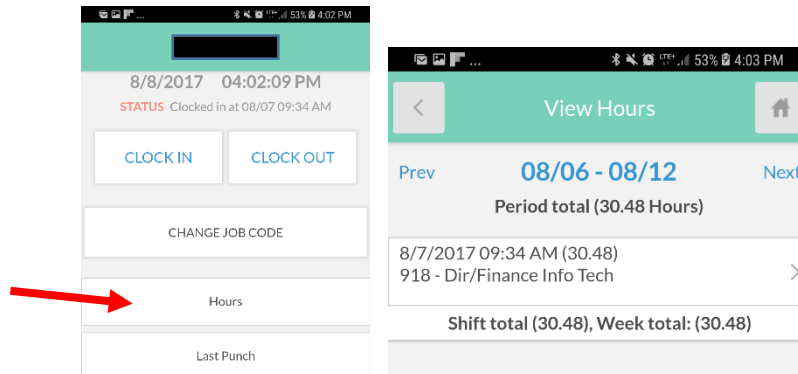 ... 53% 4:02 PM
8/8/2017 04:02:09 PM
STATUS Clocked in at 08/07 09:34 AM
CLOCK IN CLOCK OUT
CHANGE JOB CODE
Hours
Last Punch
... LTE+ 53% 4:03 PM
View Hours
Prev 08/06 - 08/12 Next
Period total (30.48 Hours)
8/7/2017 09:34 AM (30.48)
918 - Dir/Finance Info Tech
Shift total (30.48), Week total: (30.48)